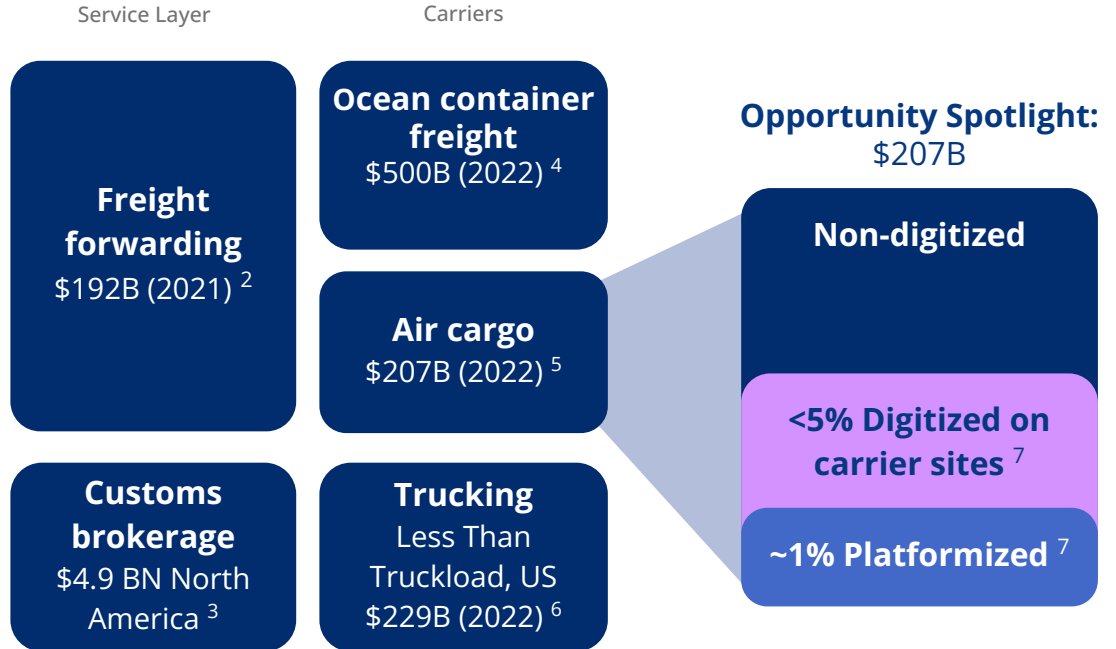 Service Layer
Carriers
Freight
forwarding
$192B (2021) 2
Customs
brokerage
$4.9 BN North
America 3
Ocean container
freight
$500B (2022) 4
Air cargo
$207B (2022) 5
Trucking
Less Than
Truckload, US
$229B (2022) 6
Opportunity Spotlight:
$207B
Non-digitized
<5% Digitized on
carrier sites 7
~1% Platformized 7